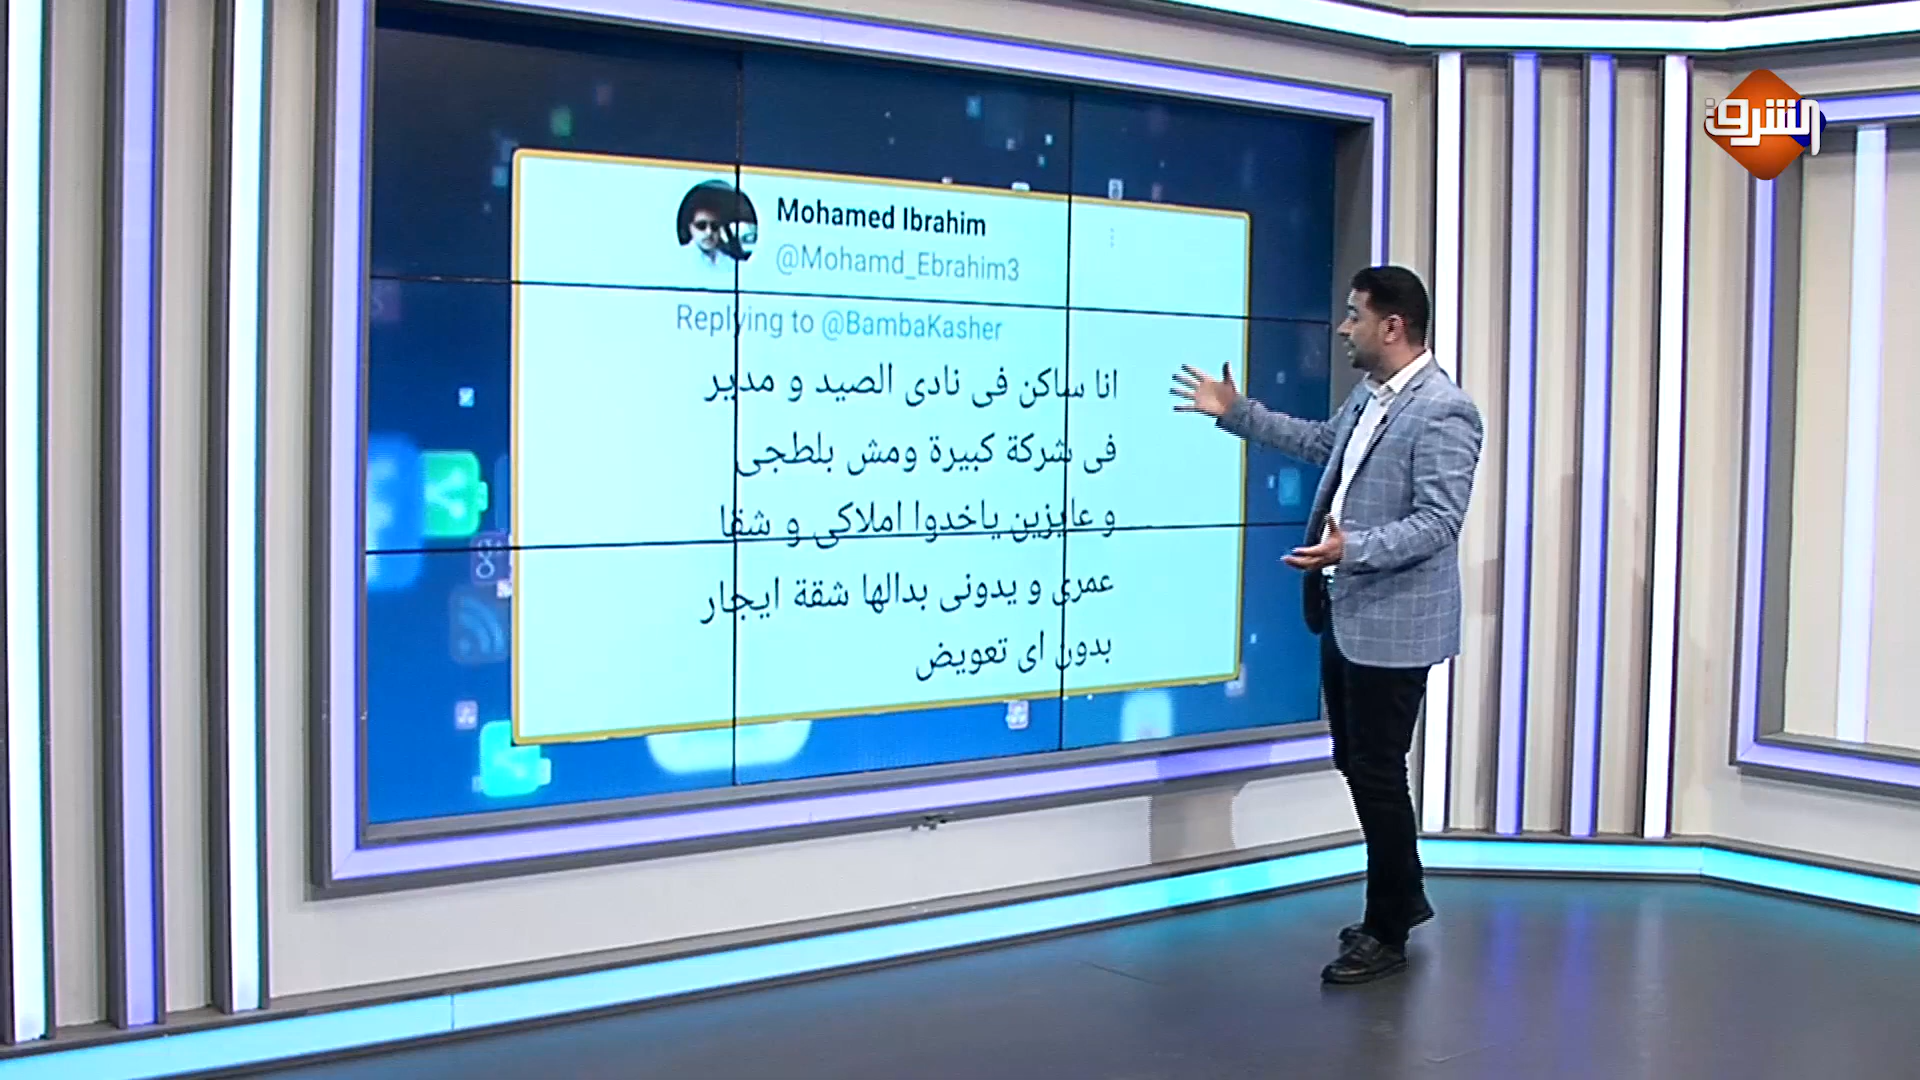 الشرق
Mohamed Ibrahim
@Mohamd_Ebrahim3
Replying to @BambaKasher
انا ساكن فى نادى الصيد و مدير
فى شركة كبيرة ومش بلطجى
و عايزين ياخدوا املاكى و شقا
عمرى و يدونى بدالها شقة ايجار
بدون اى تعويض